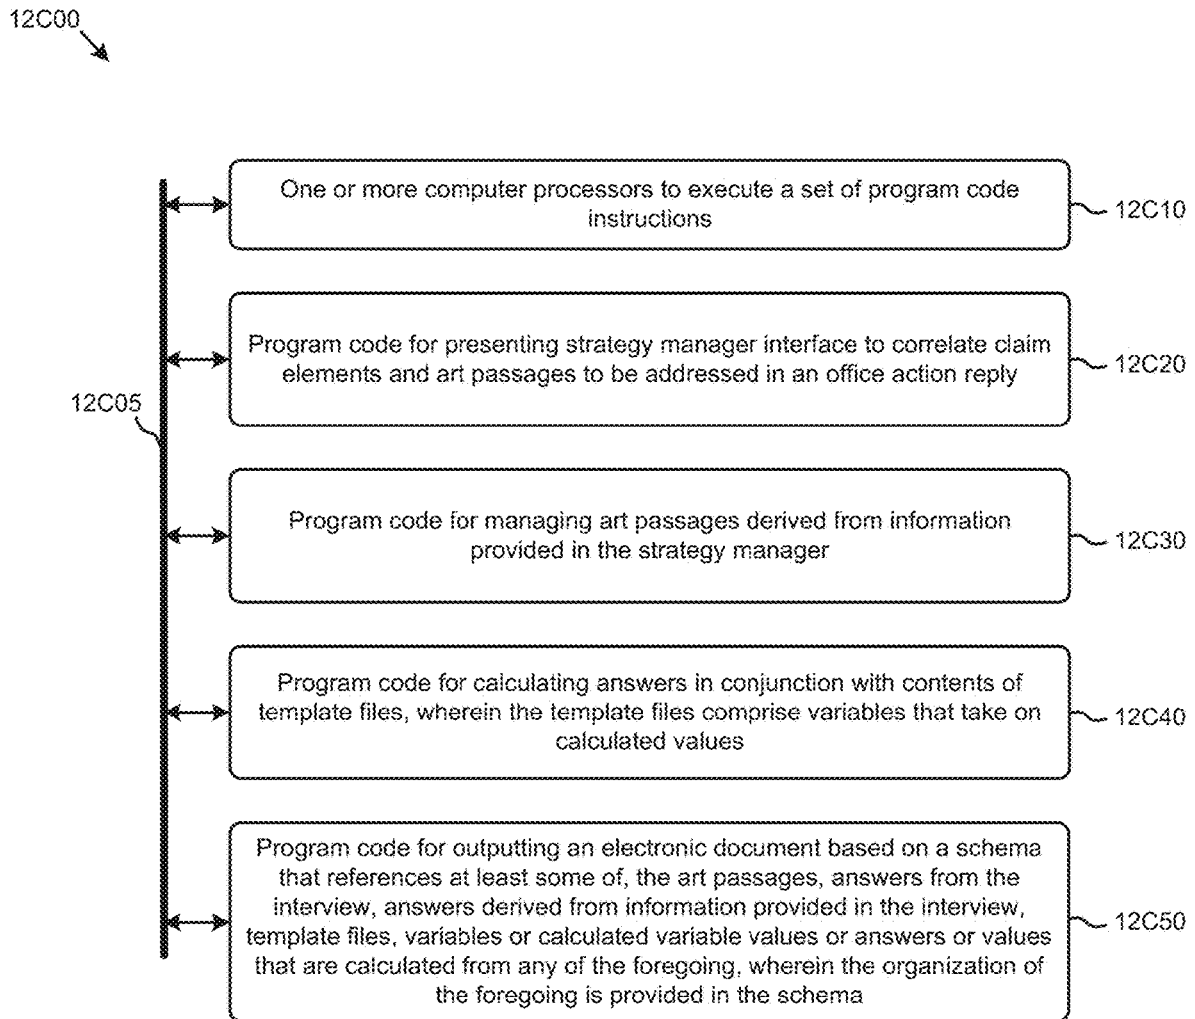 12C00
One or more computer processors to execute a set of program code
instructions
12C10
Program code for presenting strategy manager interface to correlate claim
elements and art passages to be addressed in an office action reply
12C20
12C05
Program code for managing art passages derived from information
provided in the strategy manager
12C30
Program code for calculating answers in conjunction with contents of
template files, wherein the template files comprise variables that take on
calculated values
12C40
Program code for outputting an electronic document based on a schema
that references at least some of, the art passages, answers from the
interview, answers derived from information provided in the interview,
template files, variables or calculated variable values or answers or values
that are calculated from any of the foregoing, wherein the organization of
the foregoing is provided in the schema
12C50